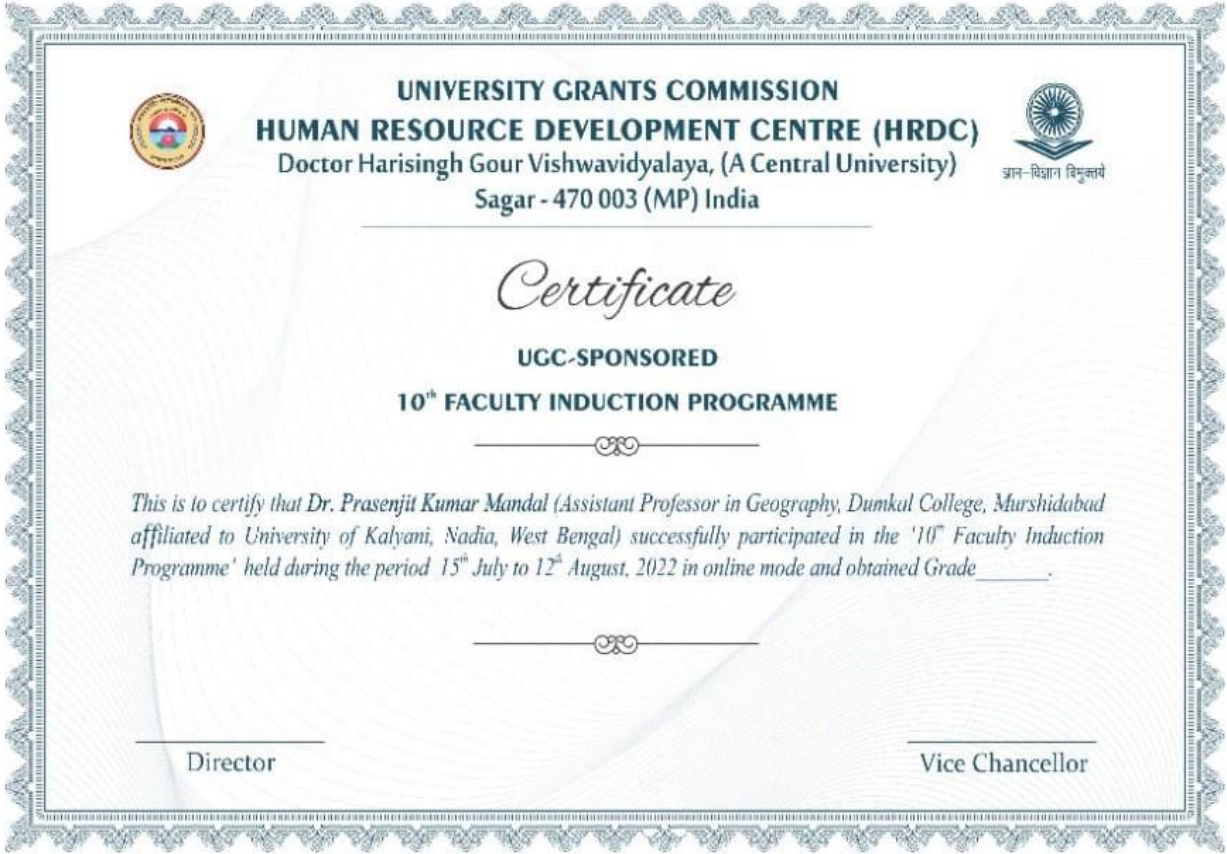 UNIVERSITY GRANTS COMMISSION
HUMAN RESOURCE DEVELOPMENT CENTRE (HRDC)
Doctor Harisingh Gour Vishwavidyalaya, (A Central University)
Sagar - 470 003 (MP) India
ज्ञान-विज्ञान विमुक्तये
Certificate
UGC-SPONSORED
10th FACULTY INDUCTION PROGRAMME
This is to certify that Dr. Prasenjit Kumar Mandal (Assistant Professor in Geography, Dumkal College, Murshidabad
affiliated to University of Kalyani, Nadia, West Bengal) successfully participated in the '10th Faculty Induction
Programme' held during the period 15th July to 12th August, 2022 in online mode and obtained Grade_______.
Director
Vice Chancellor